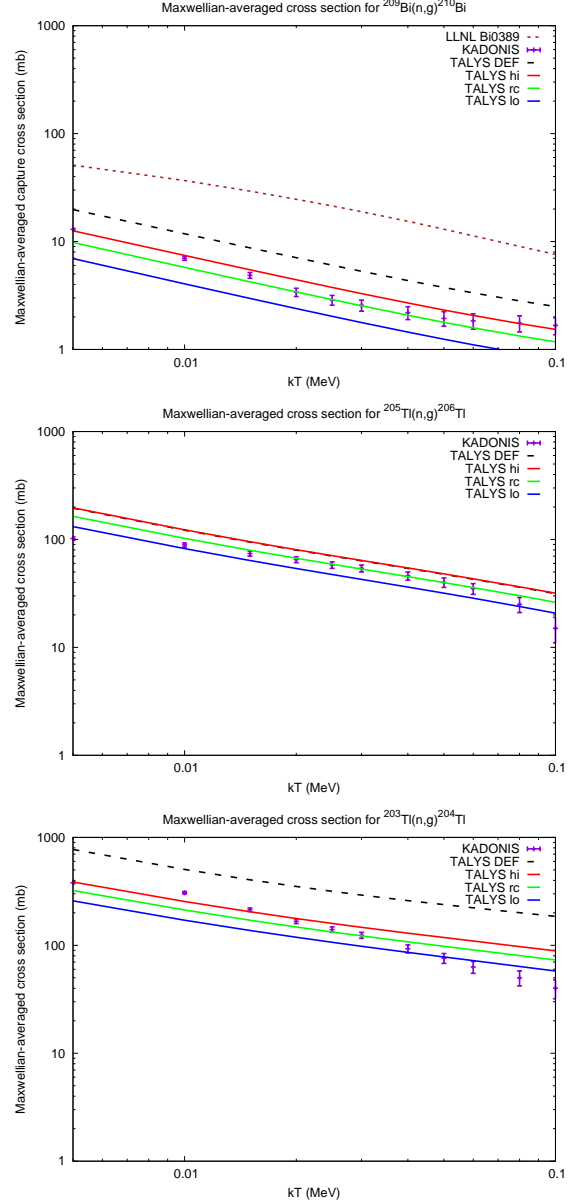 Maxwellian-averaged cross section for ²⁰⁹Bi(n,g)²¹⁰Bi
Maxwellian-averaged capture cross section (mb)
1000
100
10
1
LLNL Bi0389
KADONIS
TALYS DEF
TALYS hi
TALYS rc
TALYS lo
0.01
0.1
kT (MeV)
Maxwellian-averaged cross section for ²⁰⁵Tl(n,g)²⁰⁶Tl
Maxwellian-averaged cross section (mb)
1000
100
10
1
KADONIS
TALYS DEF
TALYS hi
TALYS rc
TALYS lo
0.01
0.1
kT (MeV)
Maxwellian-averaged cross section for ²⁰³Tl(n,g)²⁰⁴Tl
Maxwellian-averaged cross section (mb)
1000
100
10
1
KADONIS
TALYS DEF
TALYS hi
TALYS rc
TALYS lo
0.01
0.1
kT (MeV)